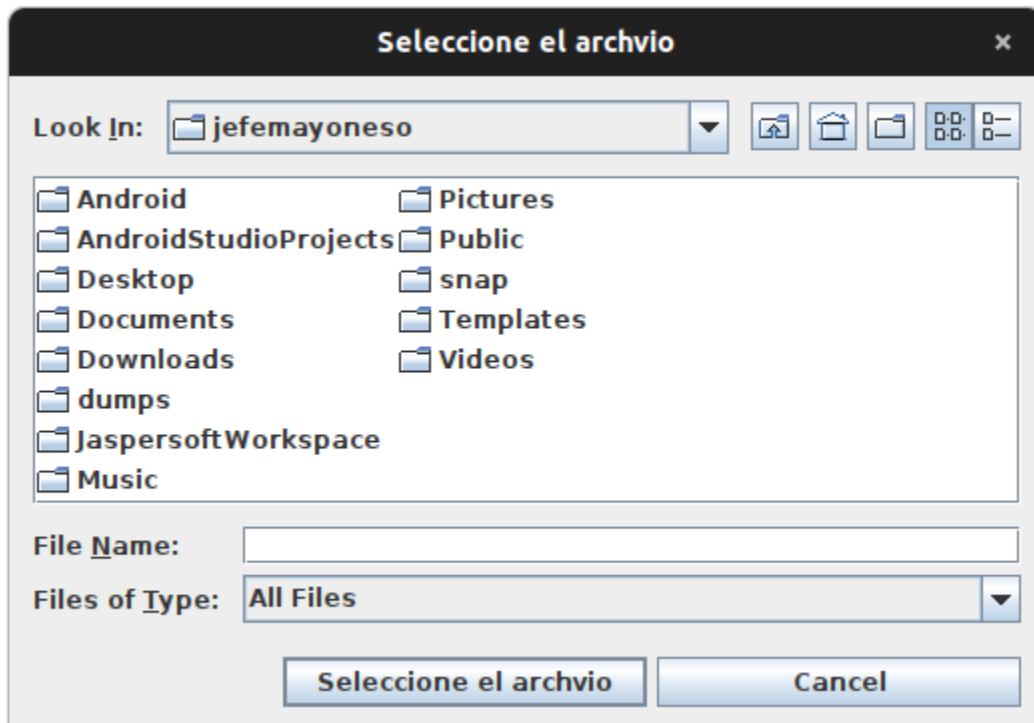 Seleccione el archvio ×
Look In: jefemayoneso
Android
AndroidStudioProjects
Desktop
Documents
Downloads
dumps
JaspersoftWorkspace
Music
Pictures
Public
snap
Templates
Videos
File Name:
Files of Type: All Files
Seleccione el archvio Cancel